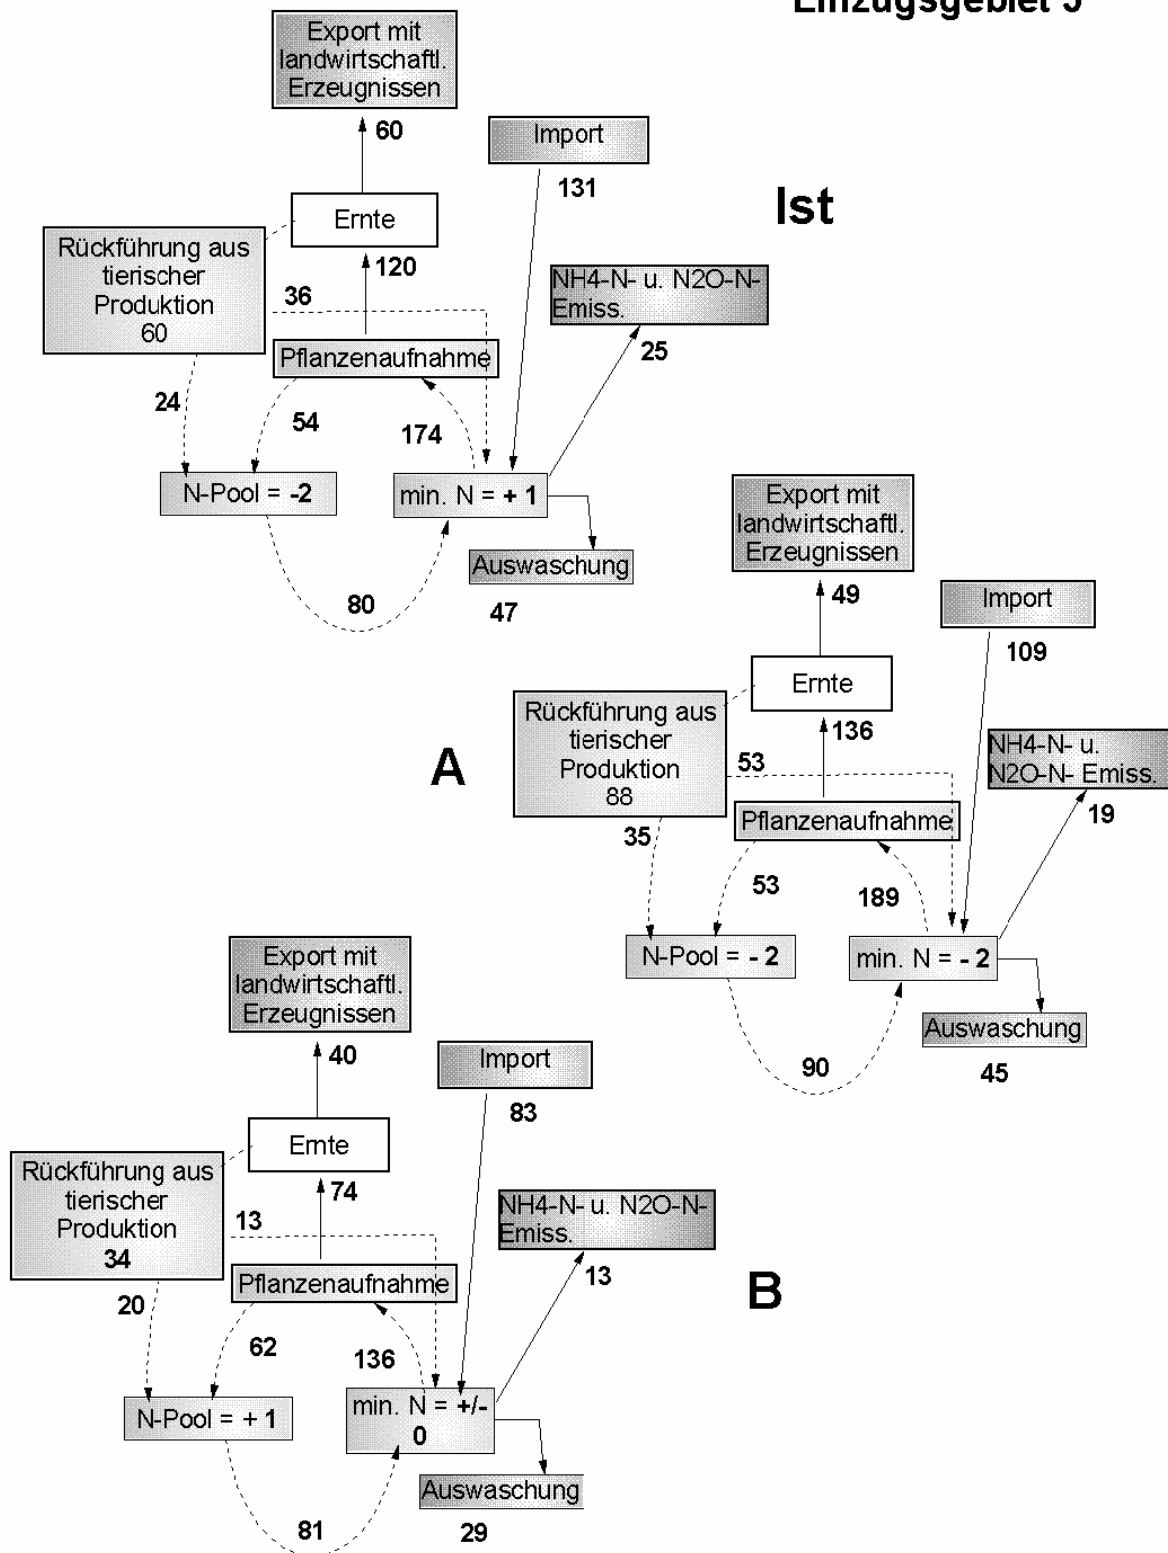 Einzugsgebiet 5
Export mit
landwirtschaftl.
Erzeugnissen
60
Import
131
Ist
Ernte
Rückführung aus
tierischer
Produktion
60
120
36
NH4-N- u. N2O-N-
Emiss.
25
Pflanzenaufnahme
24
54
174
N-Pool = -2
min. N = + 1
Auswaschung
47
80
Export mit
landwirtschaftl.
Erzeugnissen
49
Import
109
A
Ernte
Rückführung aus
tierischer
Produktion
88
136
53
NH4-N- u.
N2O-N- Emiss.
19
Pflanzenaufnahme
35
53
189
N-Pool = - 2
min. N = - 2
Auswaschung
45
90
Export mit
landwirtschaftl.
Erzeugnissen
40
Import
83
B
Ernte
Rückführung aus
tierischer
Produktion
34
74
13
NH4-N- u. N2O-N-
Emiss.
13
Pflanzenaufnahme
20
62
136
N-Pool = + 1
min. N = +/-
0
Auswaschung
29
81